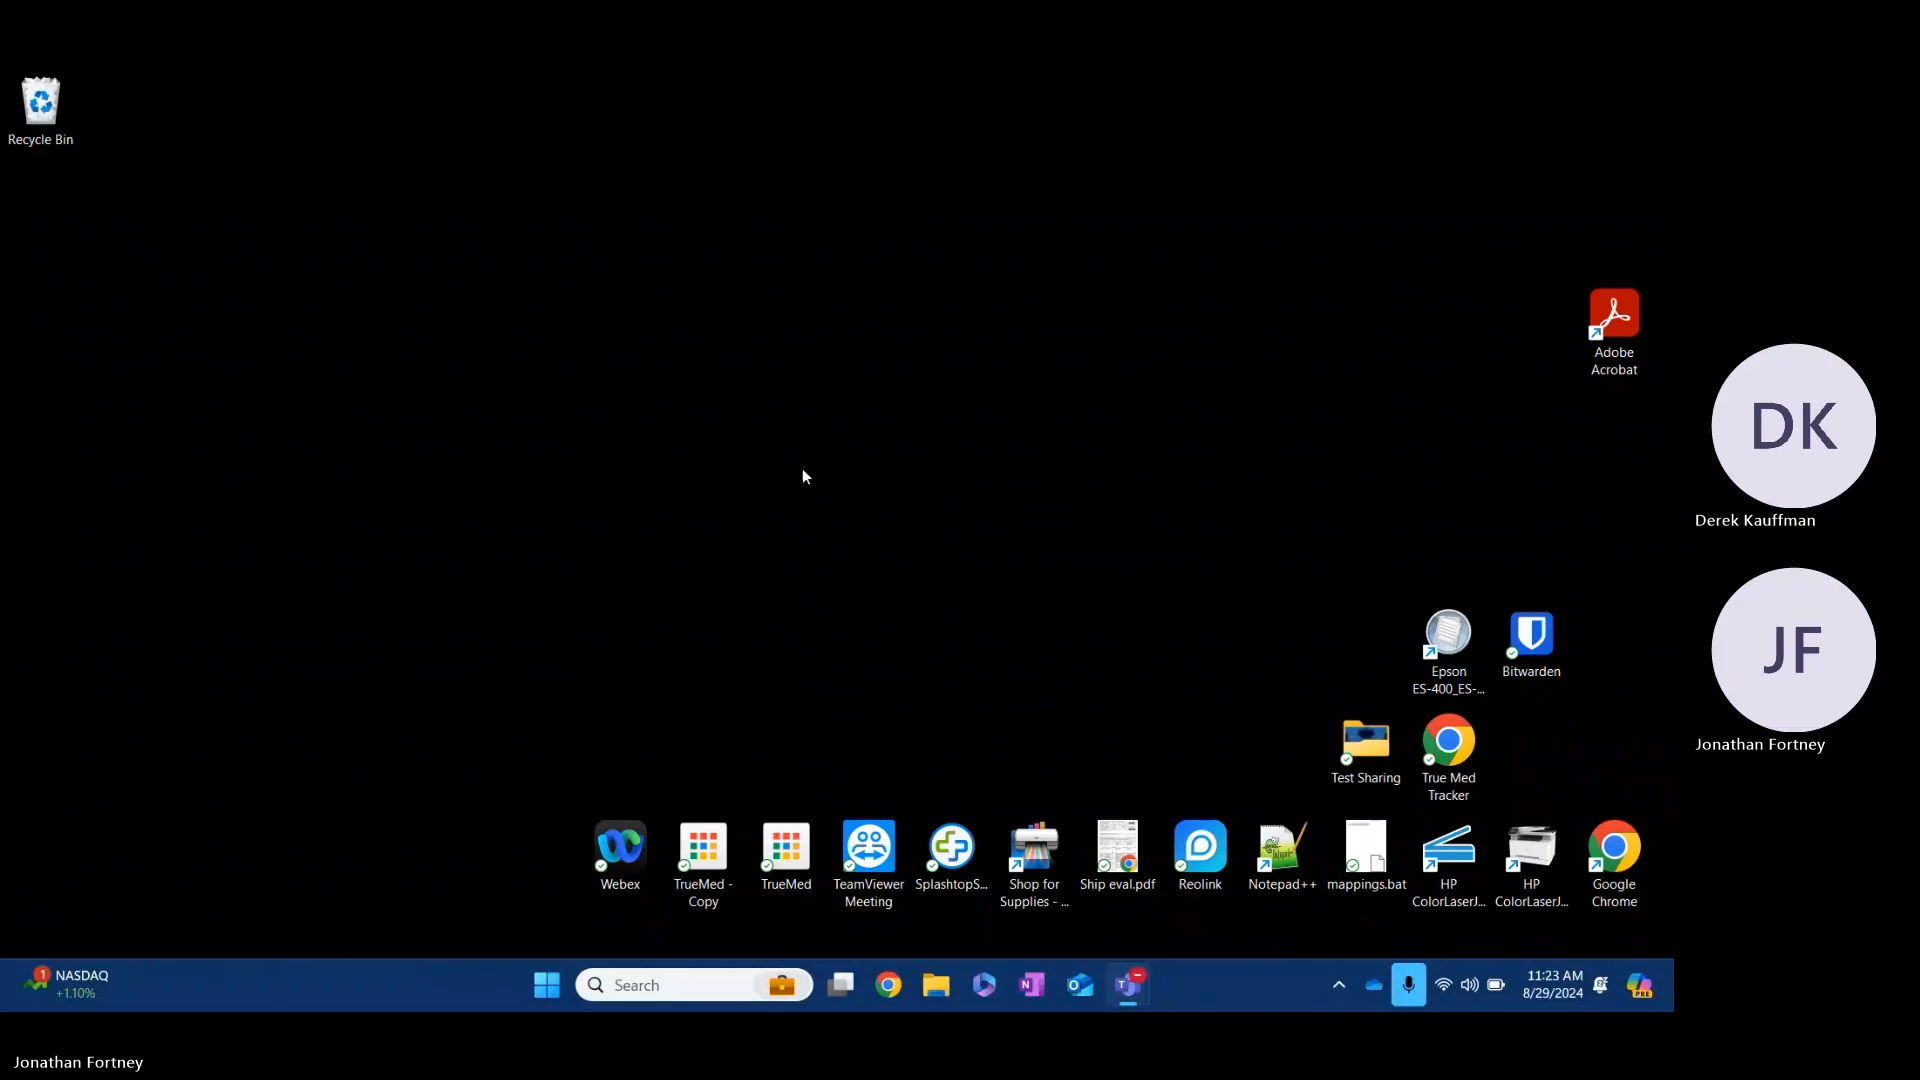 Recycle Bin
Adobe
Acrobat
DK
Derek Kauffman
JF
Jonathan Fortney
Epson
ES-400_ES-...
Bitwarden
Test Sharing
True Med
Tracker
Webex
TrueMed -
Copy
TrueMed
TeamViewer
Meeting
SplashtopS...
Shop for
Supplies - ...
Ship eval.pdf
Reolink
Notepad++
mappings.bat
HP
ColorLaserJ...
HP
ColorLaserJ...
Google
Chrome
1
NASDAQ
+1.10%
Search
11:23 AM
8/29/2024
PRE
Jonathan Fortney